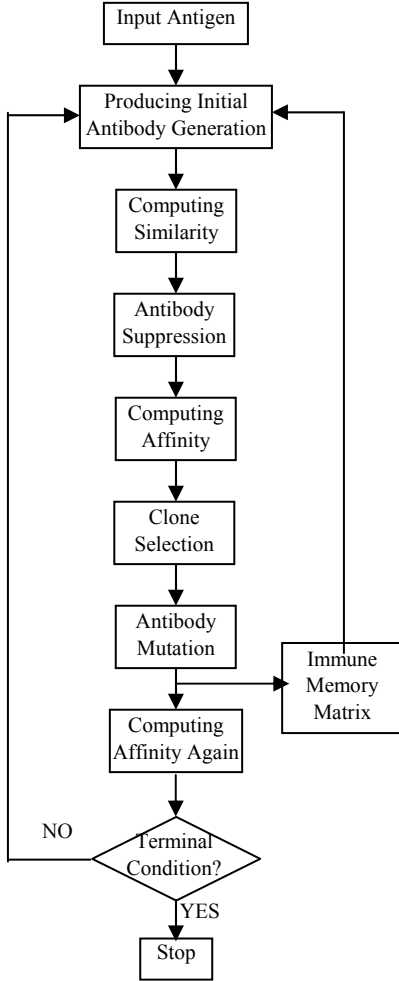 Input Antigen
Producing Initial
Antibody Generation
Computing
Similarity
Antibody
Suppression
Computing
Affinity
Clone
Selection
Antibody
Mutation
Immune
Memory
Matrix
Computing
Affinity Again
NO
Terminal
Condition?
YES
Stop